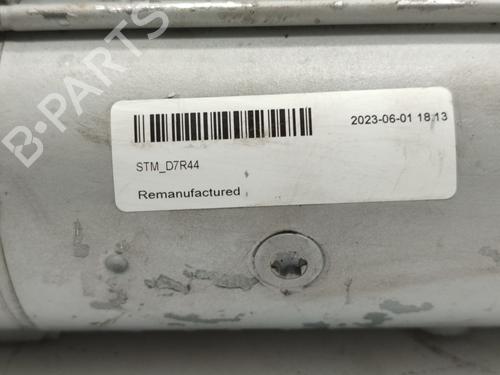 B-PARTS
2023-06-01 18:13
STM_D7R44
Remanufactured